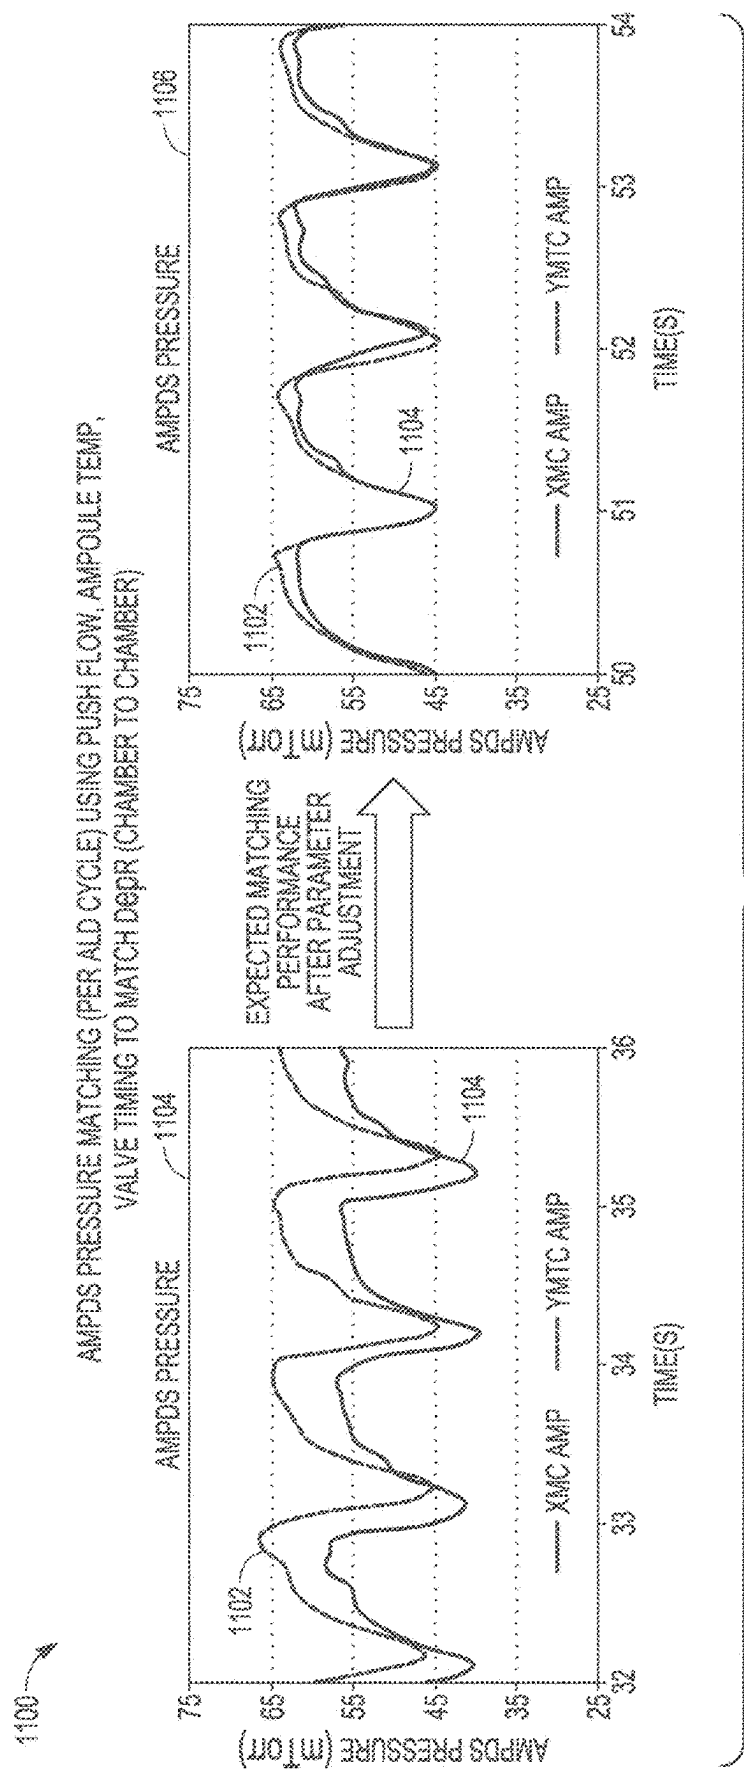 1100
AMPDS PRESSURE MATCHING (PER ALD CYCLE) USING PUSH FLOW, AMPOULE TEMP,
VALVE TIMING TO MATCH DepR (CHAMBER TO CHAMBER)
AMPDS PRESSURE
1104
AMPDS PRESSURE (mTorr)
75
65
55
45
35
25
1102
1104
XMC AMP
YMTC AMP
32
33
34
35
36
TIME(S)
EXPECTED MATCHING
PERFORMANCE
AFTER PARAMETER
ADJUSTMENT
AMPDS PRESSURE
1106
AMPDS PRESSURE (mTorr)
75
65
55
45
35
25
1102
1104
XMC AMP
YMTC AMP
50
51
52
53
54
TIME(S)